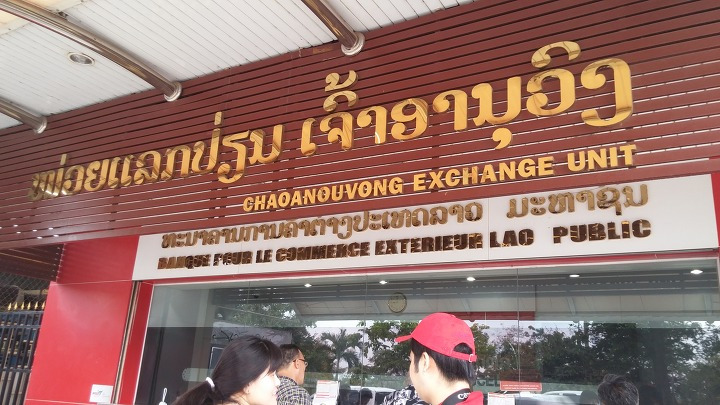 ໜ່ວຍແລກປ່ຽນ ເຈົ້າອານຸວົງ
CHAOANOUVONG EXCHANGE UNIT
ທະນາຄານການຄ້າຕ່າງປະເທດລາວ ມະຫາຊົນ
BANQUE POUR LE COMMERCE EXTERIEUR LAO PUBLIC